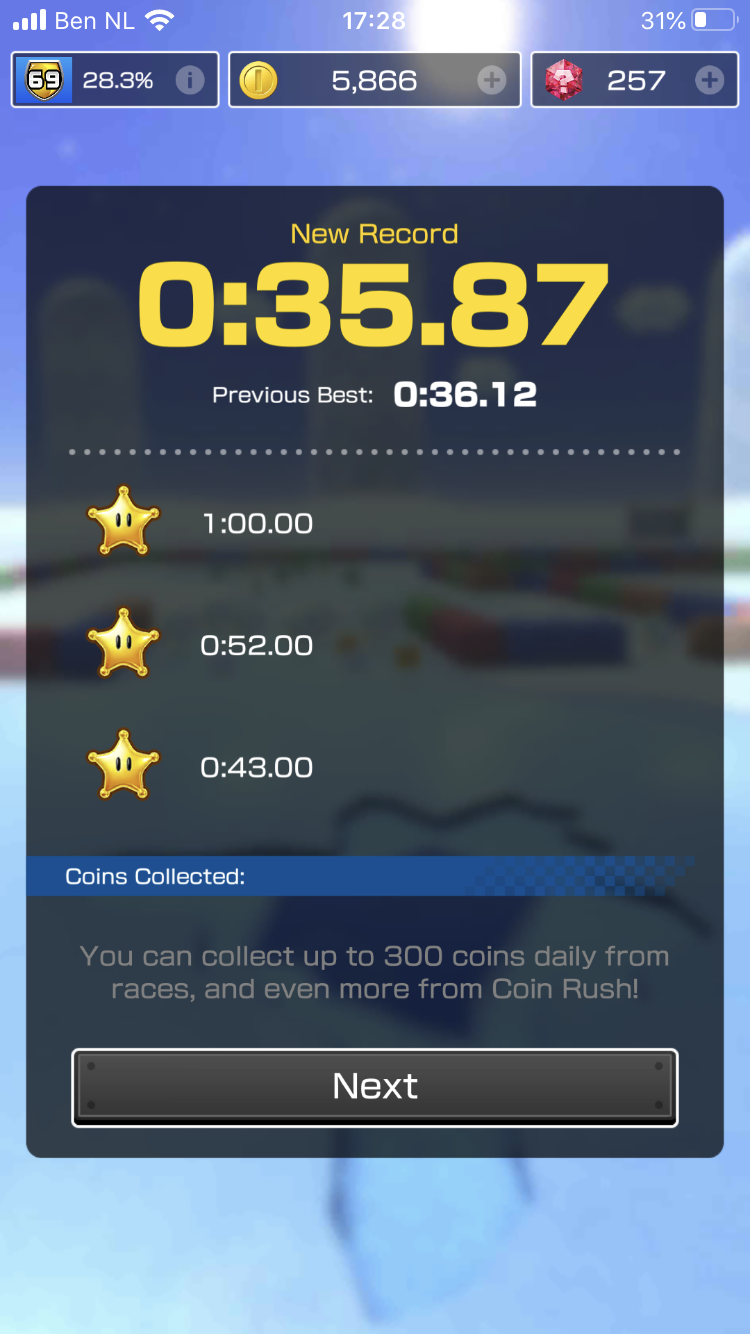 Ben NL 17:28 31%
69 28.3% i 5,866 + ? 257 +
New Record
0:35.87
Previous Best: 0:36.12
1:00.00
0:52.00
0:43.00
Coins Collected:
You can collect up to 300 coins daily from
races, and even more from Coin Rush!
Next